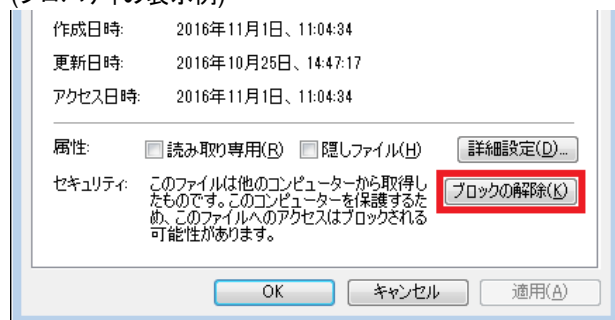 (プロパティの表示例)
作成日時: 2016年11月1日、11:04:34
更新日時: 2016年10月25日、14:47:17
アクセス日時: 2016年11月1日、11:04:34
属性: 読み取り専用(R) 隠しファイル(H) 詳細設定(D)...
セキュリティ: このファイルは他のコンピューターから取得し
たものです。このコンピューターを保護するた
め、このファイルへのアクセスはブロックされる
可能性があります。
ブロックの解除(K)
OK キャンセル 適用(A)